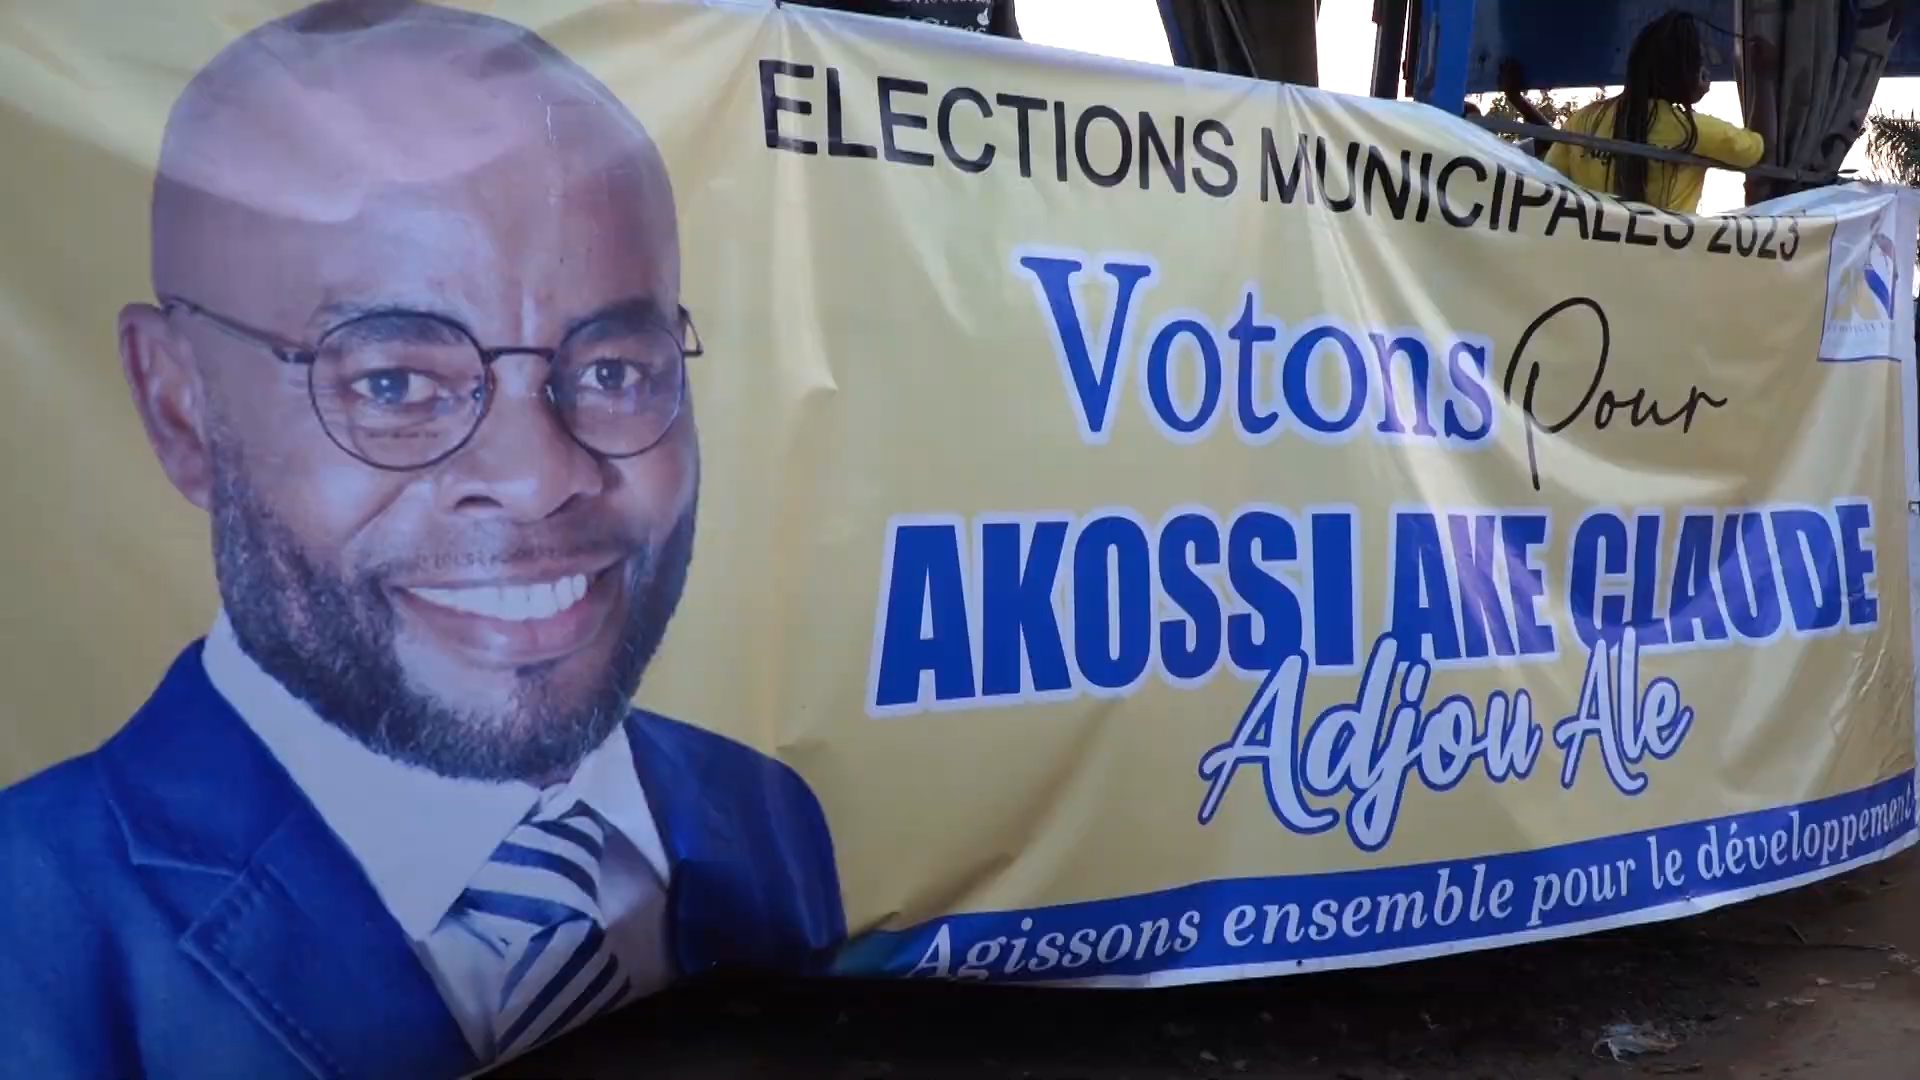 ELECTIONS MUNICIPALES 2023
Votons Pour
AKOSSI AKE CLAUDE
Adjou Ale
Agissons ensemble pour le développement